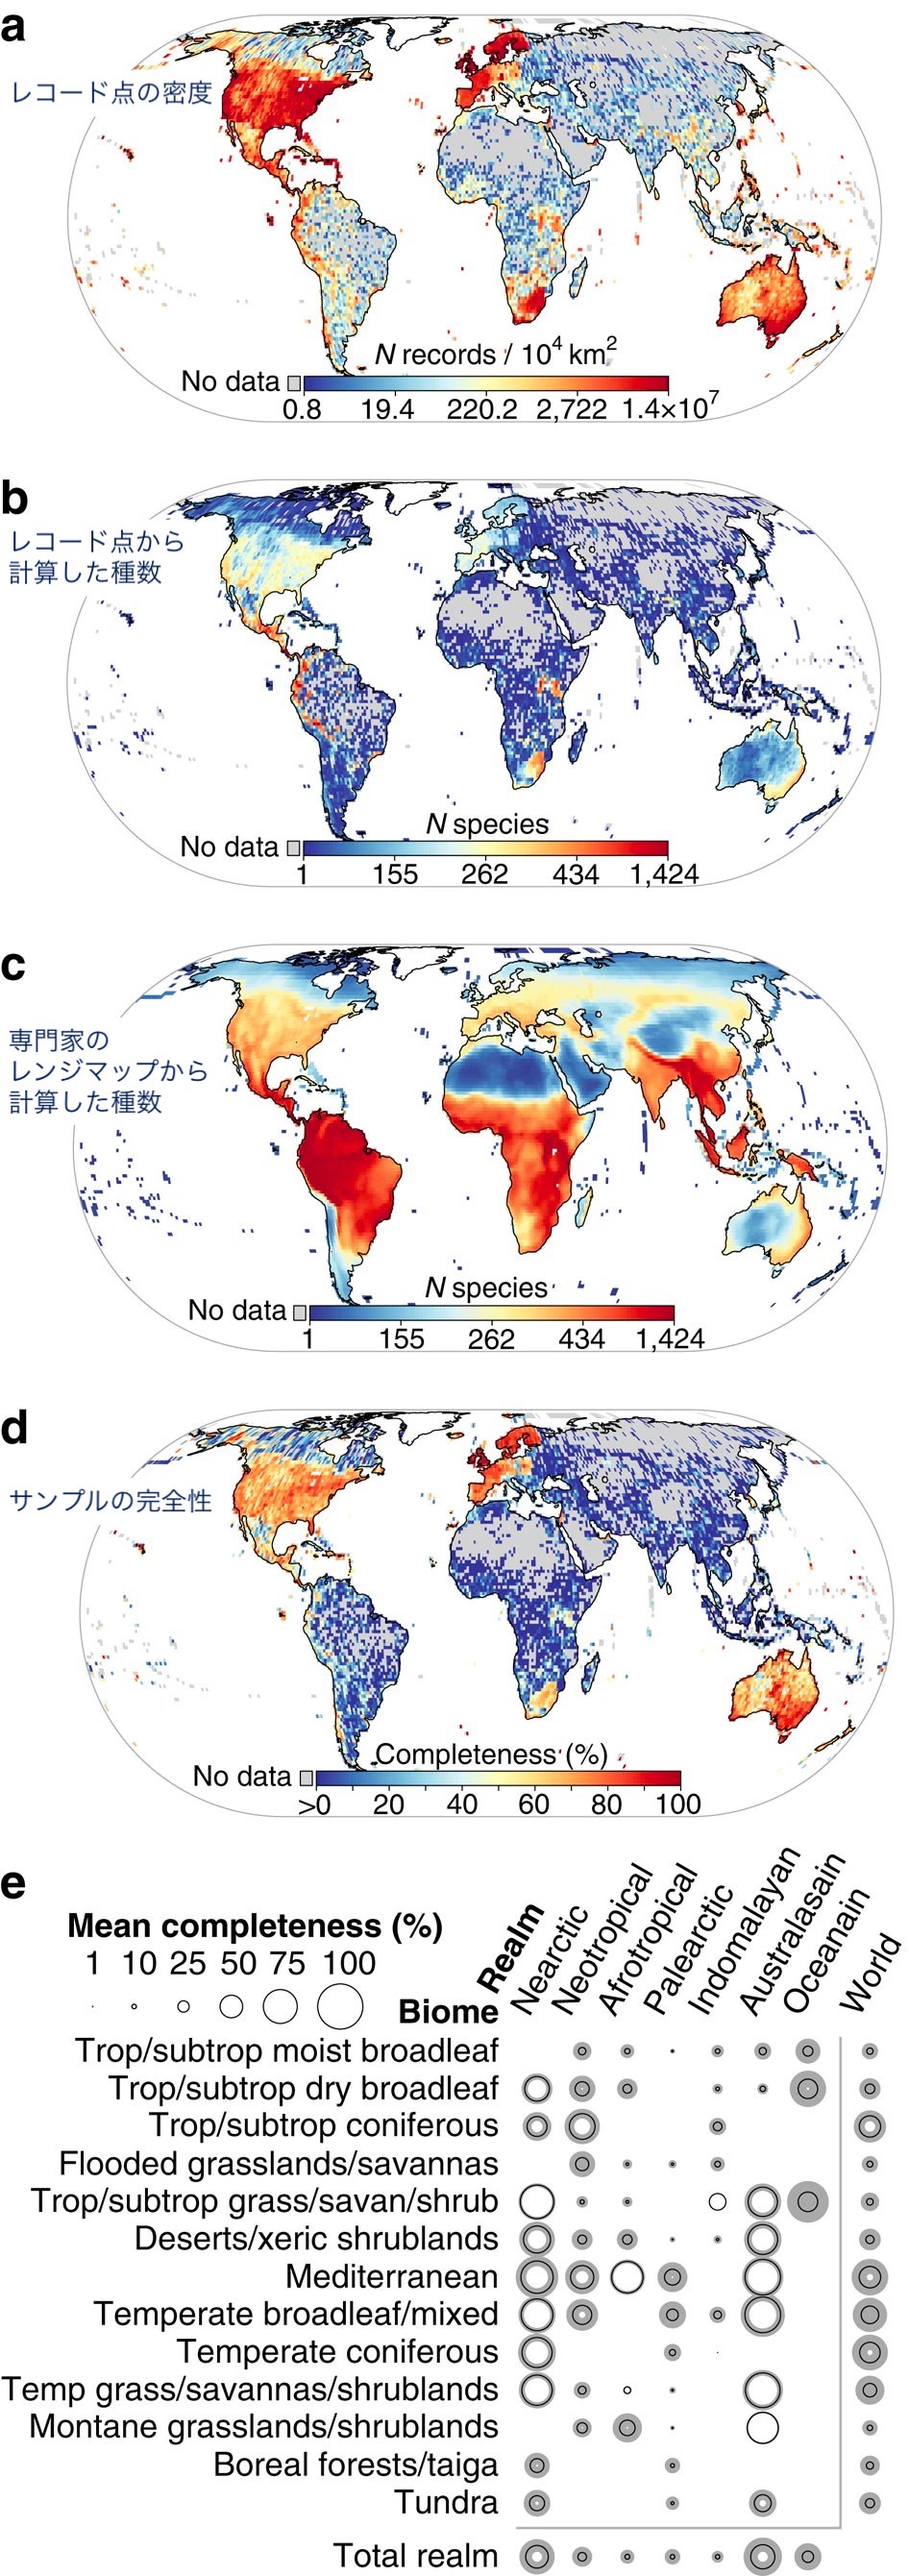 a
レコード点の密度
N records / 10⁴ km²
No data
0.8 19.4 220.2 2,722 1.4×10⁷
b
レコード点から
計算した種数
N species
No data
1 155 262 434 1,424
c
専門家の
レンジマップから
計算した種数
N species
No data
1 155 262 434 1,424
d
サンプルの完全性
Completeness (%)
No data
>0 20 40 60 80 100
e
Mean completeness (%)
1 10 25 50 75 100
Realm
Nearctic
Neotropical
Afrotropical
Palearctic
Indomalayan
Australasain
Oceanain
World
Biome
Trop/subtrop moist broadleaf
Trop/subtrop dry broadleaf
Trop/subtrop coniferous
Flooded grasslands/savannas
Trop/subtrop grass/savan/shrub
Deserts/xeric shrublands
Mediterranean
Temperate broadleaf/mixed
Temperate coniferous
Temp grass/savannas/shrublands
Montane grasslands/shrublands
Boreal forests/taiga
Tundra
Total realm